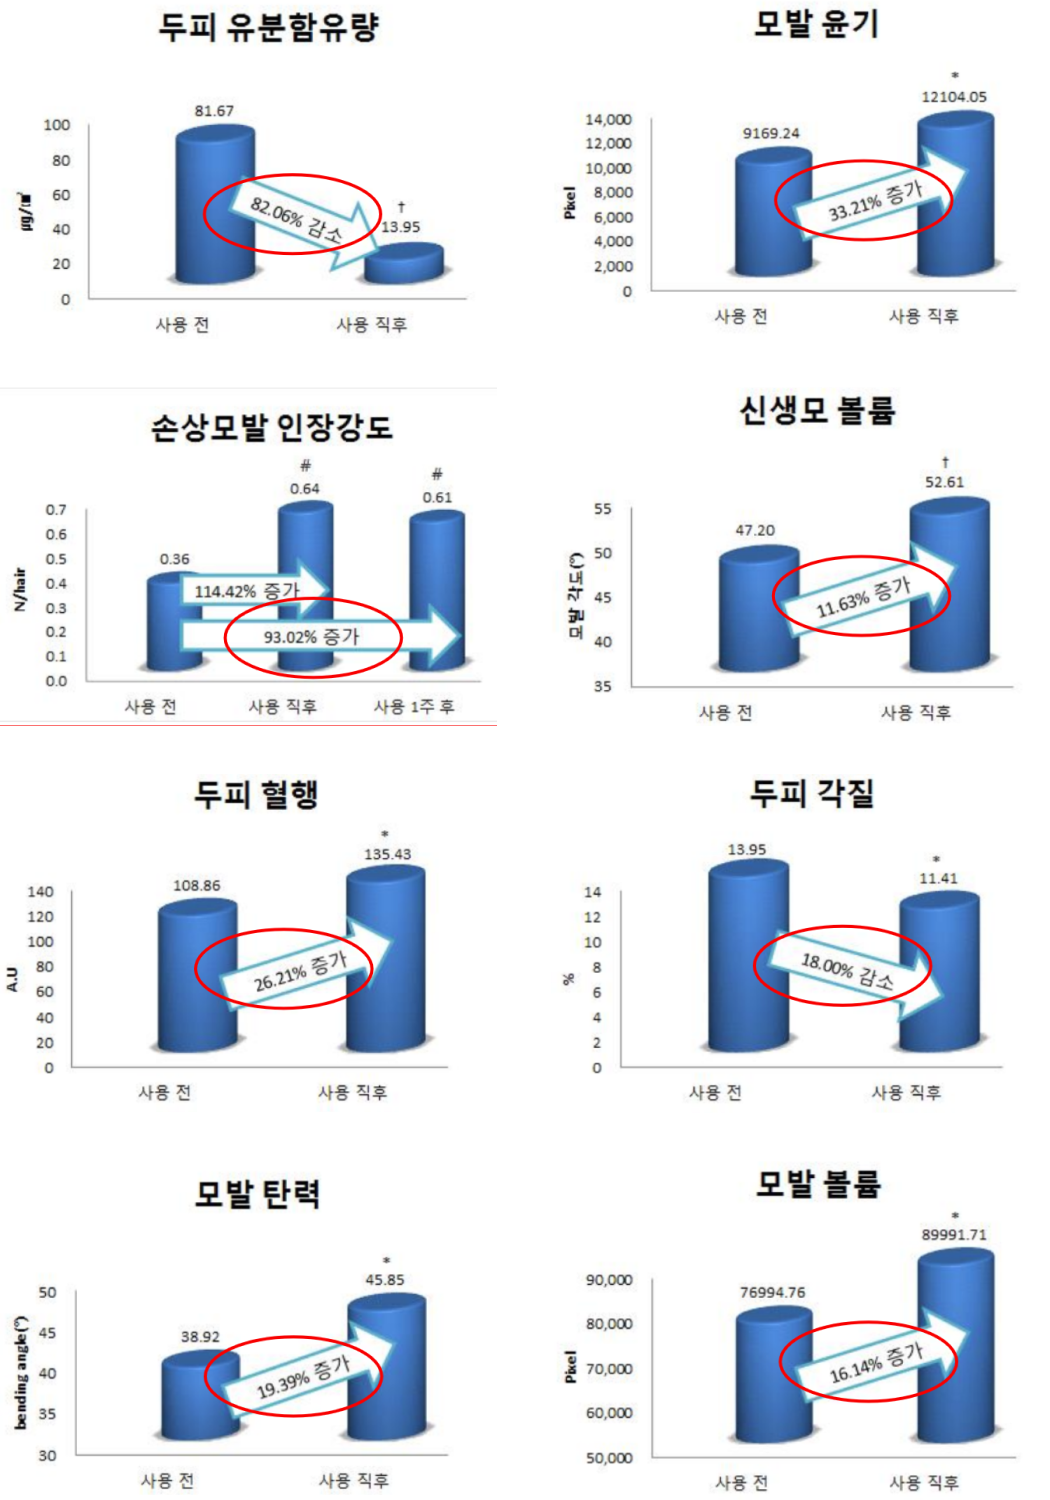 두피 유분함유량
81.67
†
13.95
82.06% 감소
100
80
60
40
20
0
µg/㎠
사용 전
사용 직후
모발 윤기
*
12104.05
9169.24
33.21% 증가
14,000
12,000
10,000
8,000
6,000
4,000
2,000
0
Pixel
사용 전
사용 직후
손상모발 인장강도
#
0.64
#
0.61
0.36
114.42% 증가
93.02% 증가
0.7
0.6
0.5
0.4
0.3
0.2
0.1
0.0
N/hair
사용 전
사용 직후
사용 1주 후
신생모 볼륨
†
52.61
47.20
11.63% 증가
55
50
45
40
35
모발 각도(°)
사용 전
사용 직후
두피 혈행
*
135.43
108.86
26.21% 증가
140
120
100
80
60
40
20
0
A.U
사용 전
사용 직후
두피 각질
13.95
*
11.41
18.00% 감소
14
12
10
8
6
4
2
0
%
사용 전
사용 직후
모발 탄력
*
45.85
38.92
19.39% 증가
50
45
40
35
30
bending angle(°)
사용 전
사용 직후
모발 볼륨
*
89991.71
76994.76
16.14% 증가
90,000
80,000
70,000
60,000
50,000
Pixel
사용 전
사용 직후